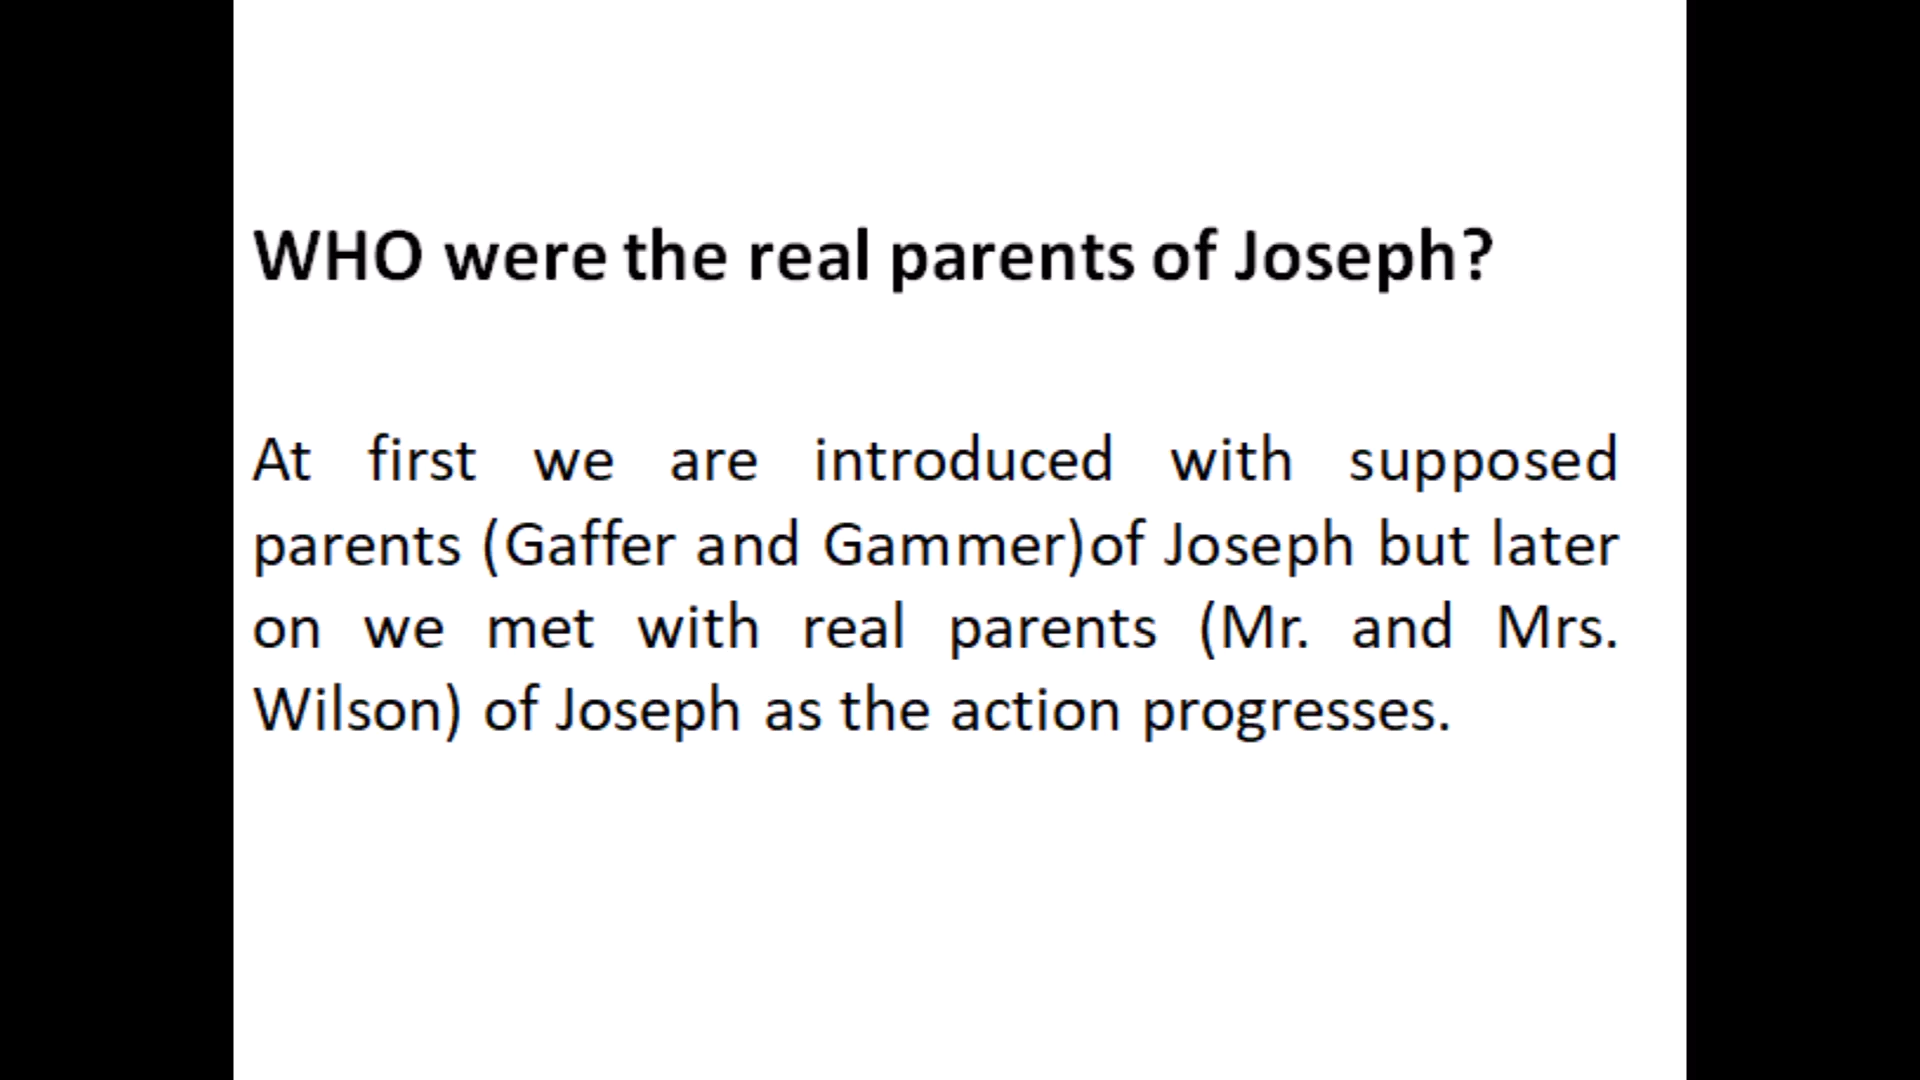 WHO were the real parents of Joseph?
At first we are introduced with supposed
parents (Gaffer and Gammer)of Joseph but later
on we met with real parents (Mr. and Mrs.
Wilson) of Joseph as the action progresses.